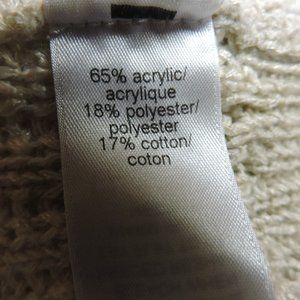 65% acrylic/
acrylique
18% polyester/
polyester
17% cotton/
coton